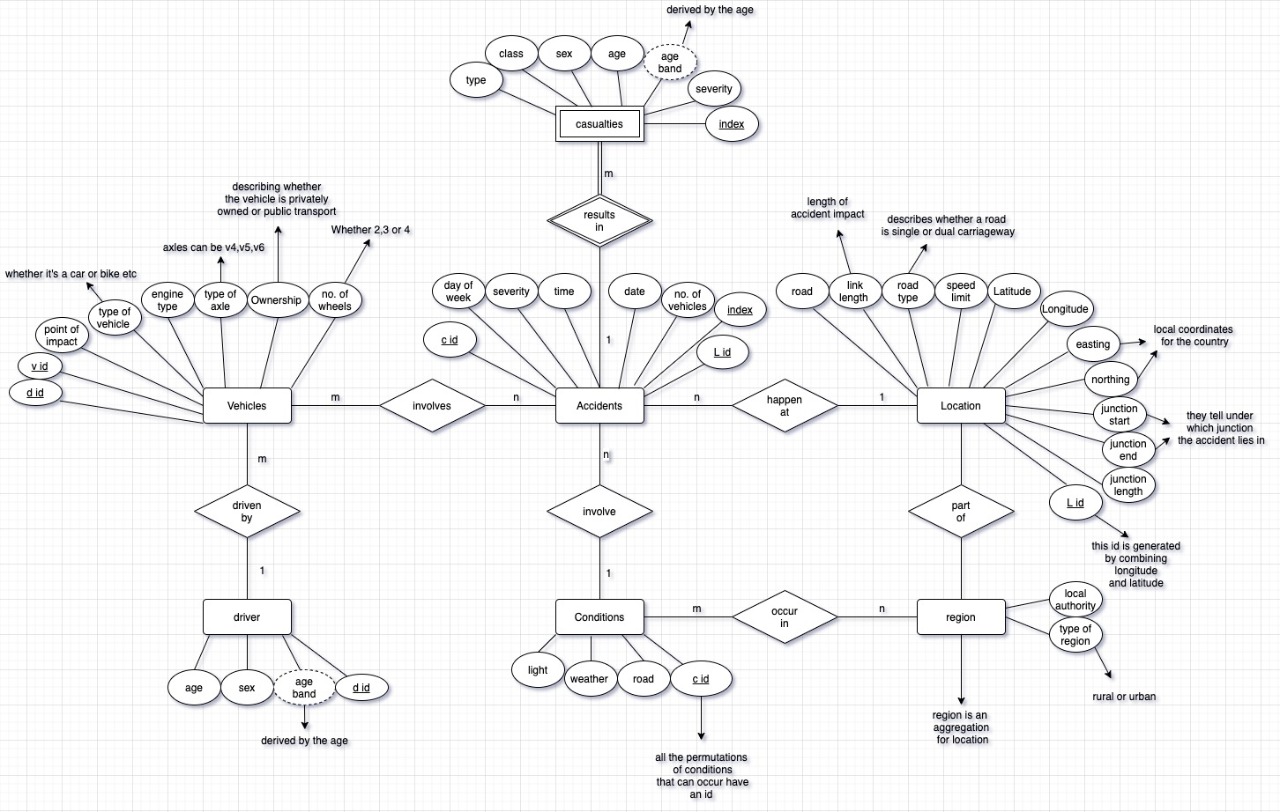 derived by the age
class
sex
age
age
band
type
severity
casualties
index
m
results
in
describing whether
the vehicle is privately
owned or public transport
Whether 2,3 or 4
axles can be v4,v5,v6
whether it's a car or bike etc
engine
type
type of
axle
Ownership
no. of
wheels
type of
vehicle
point of
impact
v id
d id
day of
week
severity
time
date
no. of
vehicles
index
c id
L id
1
length of
accident impact
describes whether a road
is single or dual carriageway
road
link
length
road
type
speed
limit
Latitude
Longitude
easting
local coordinates
for the country
northing
junction
start
junction
end
they tell under
which junction
the accident lies in
junction
length
L id
this id is generated
by combining
longitude
and latitude
Vehicles
m
involves
n
Accidents
n
happen
at
1
Location
m
driven
by
1
n
involve
1
part
of
driver
Conditions
m
occur
in
n
region
local
authority
type of
region
rural or urban
age
sex
age
band
d id
derived by the age
light
weather
road
c id
all the permutations
of conditions
that can occur have
an id
region is an
aggregation
for location